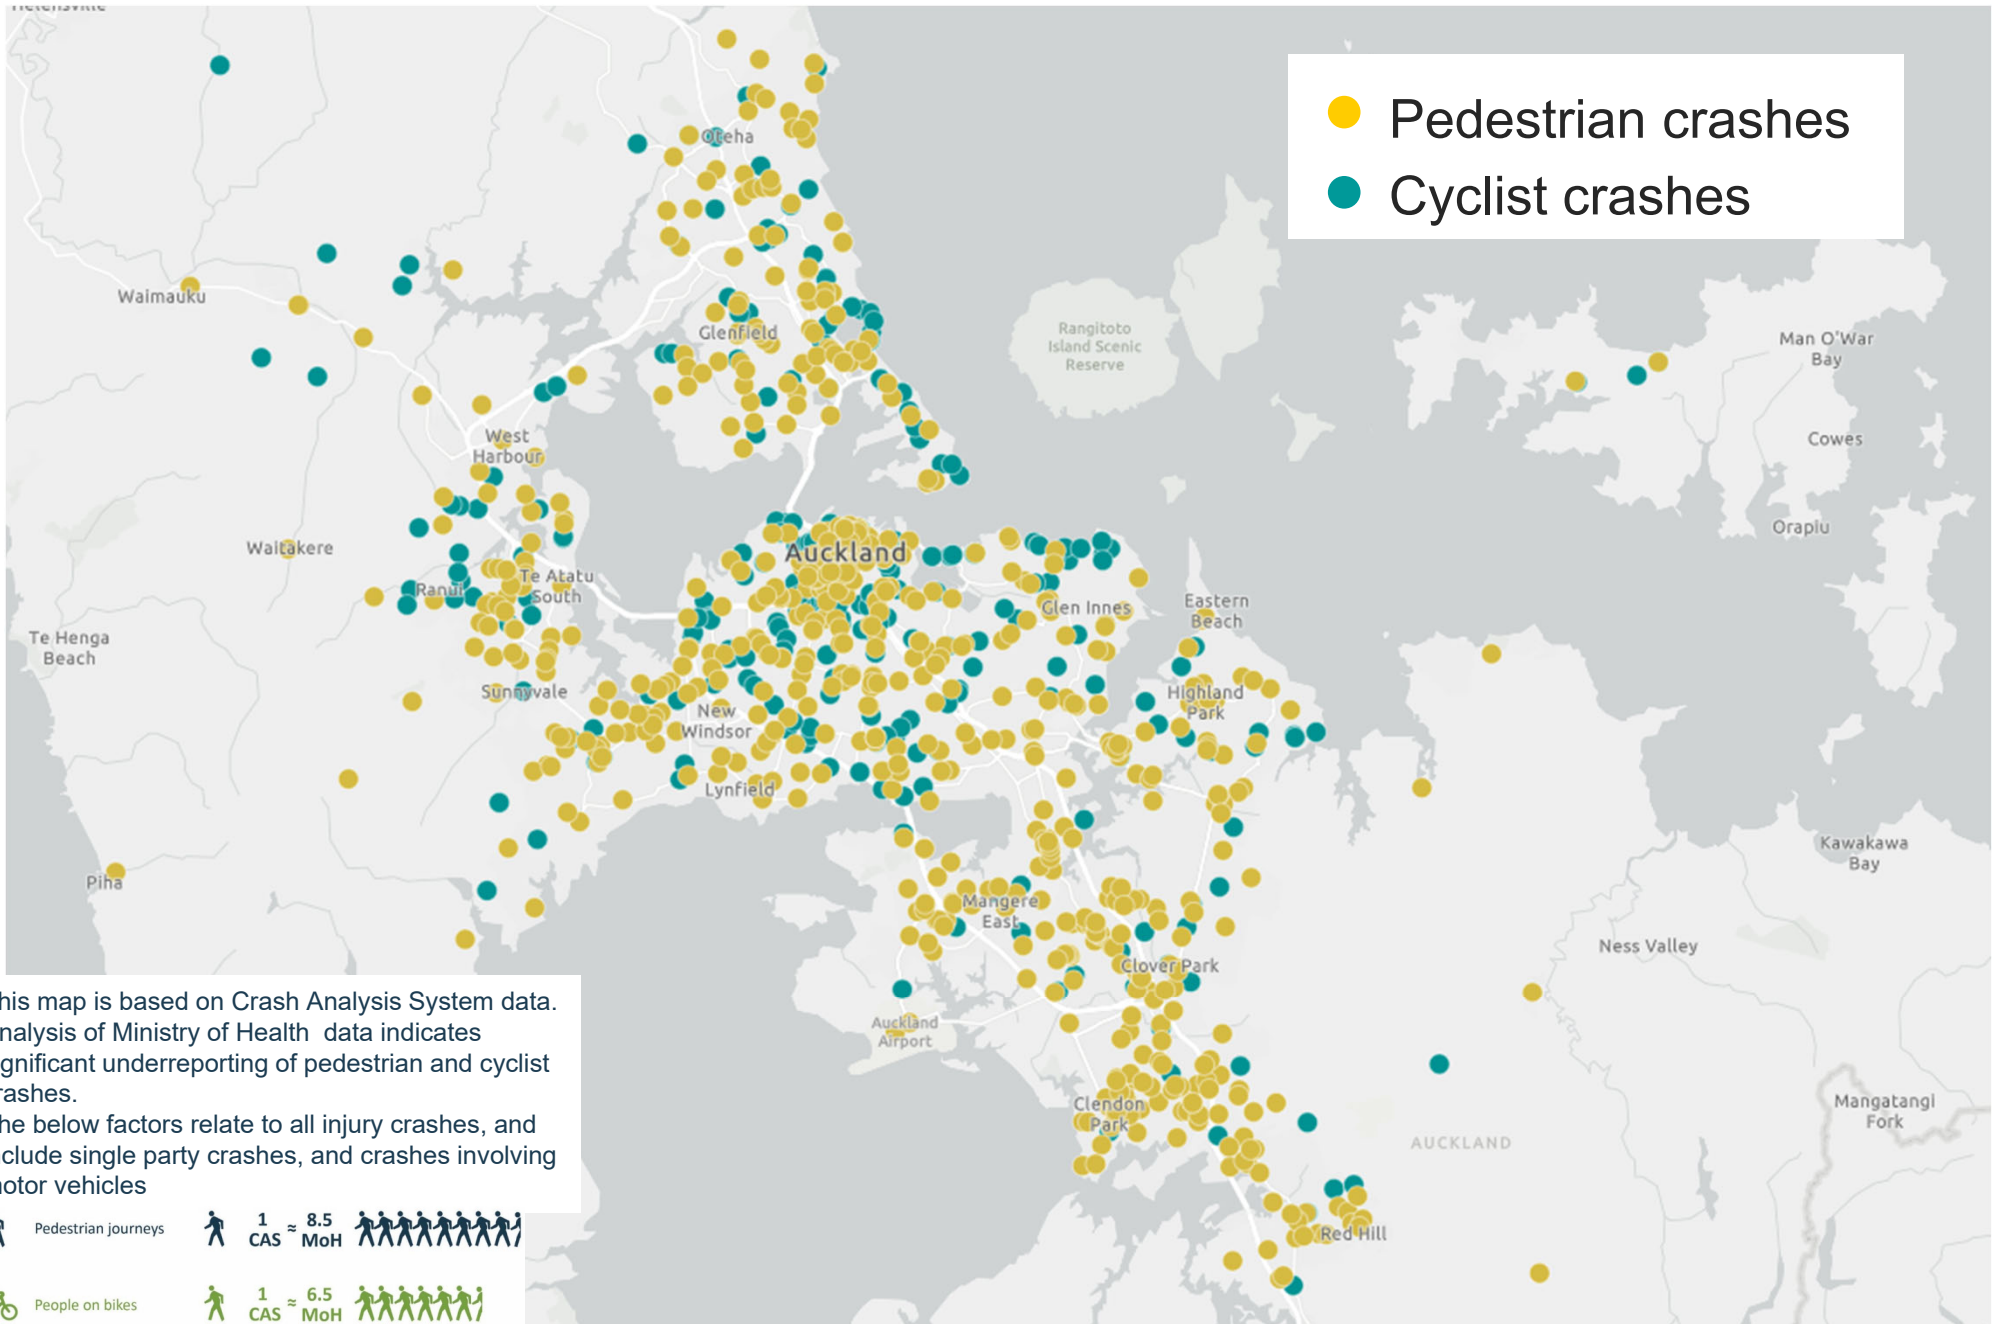 Helensville
Pedestrian crashes
Cyclist crashes
Oteha
Waimauku
Glenfield
Rangitoto
Island Scenic
Reserve
Man O'War
Bay
West
Harbour
Cowes
Orapiu
Waitakere
Auckland
Ranui
Te Atatu
South
Glen Innes
Eastern
Beach
Te Henga
Beach
Sunnyvale
Highland
Park
New
Windsor
Lynfield
Kawakawa
Bay
Piha
Mangere
East
Ness Valley
Clover Park
Auckland
Airport
Clendon
Park
Mangatangi
Fork
AUCKLAND
Red Hill
his map is based on Crash Analysis System data.
nalysis of Ministry of Health data indicates
gnificant underreporting of pedestrian and cyclist
rashes.
he below factors relate to all injury crashes, and
clude single party crashes, and crashes involving
otor vehicles
Pedestrian journeys 1 CAS ≈ 8.5 MoH
People on bikes 1 CAS ≈ 6.5 MoH